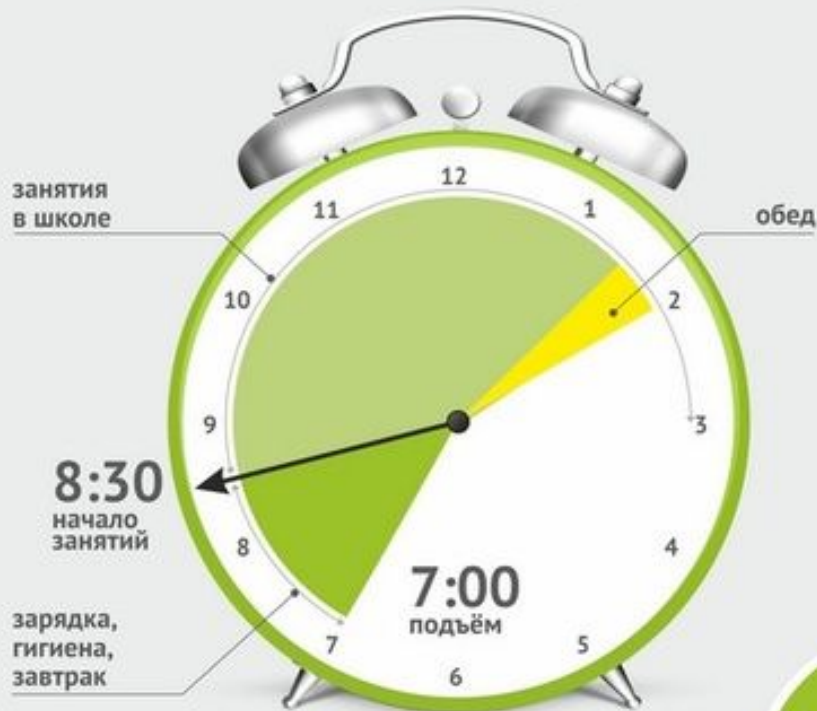 занятия
в школе
обед
12
1
2
3
4
5
6
7
8
9
10
11
8:30
начало
занятий
7:00
подъём
зарядка,
гигиена,
завтрак